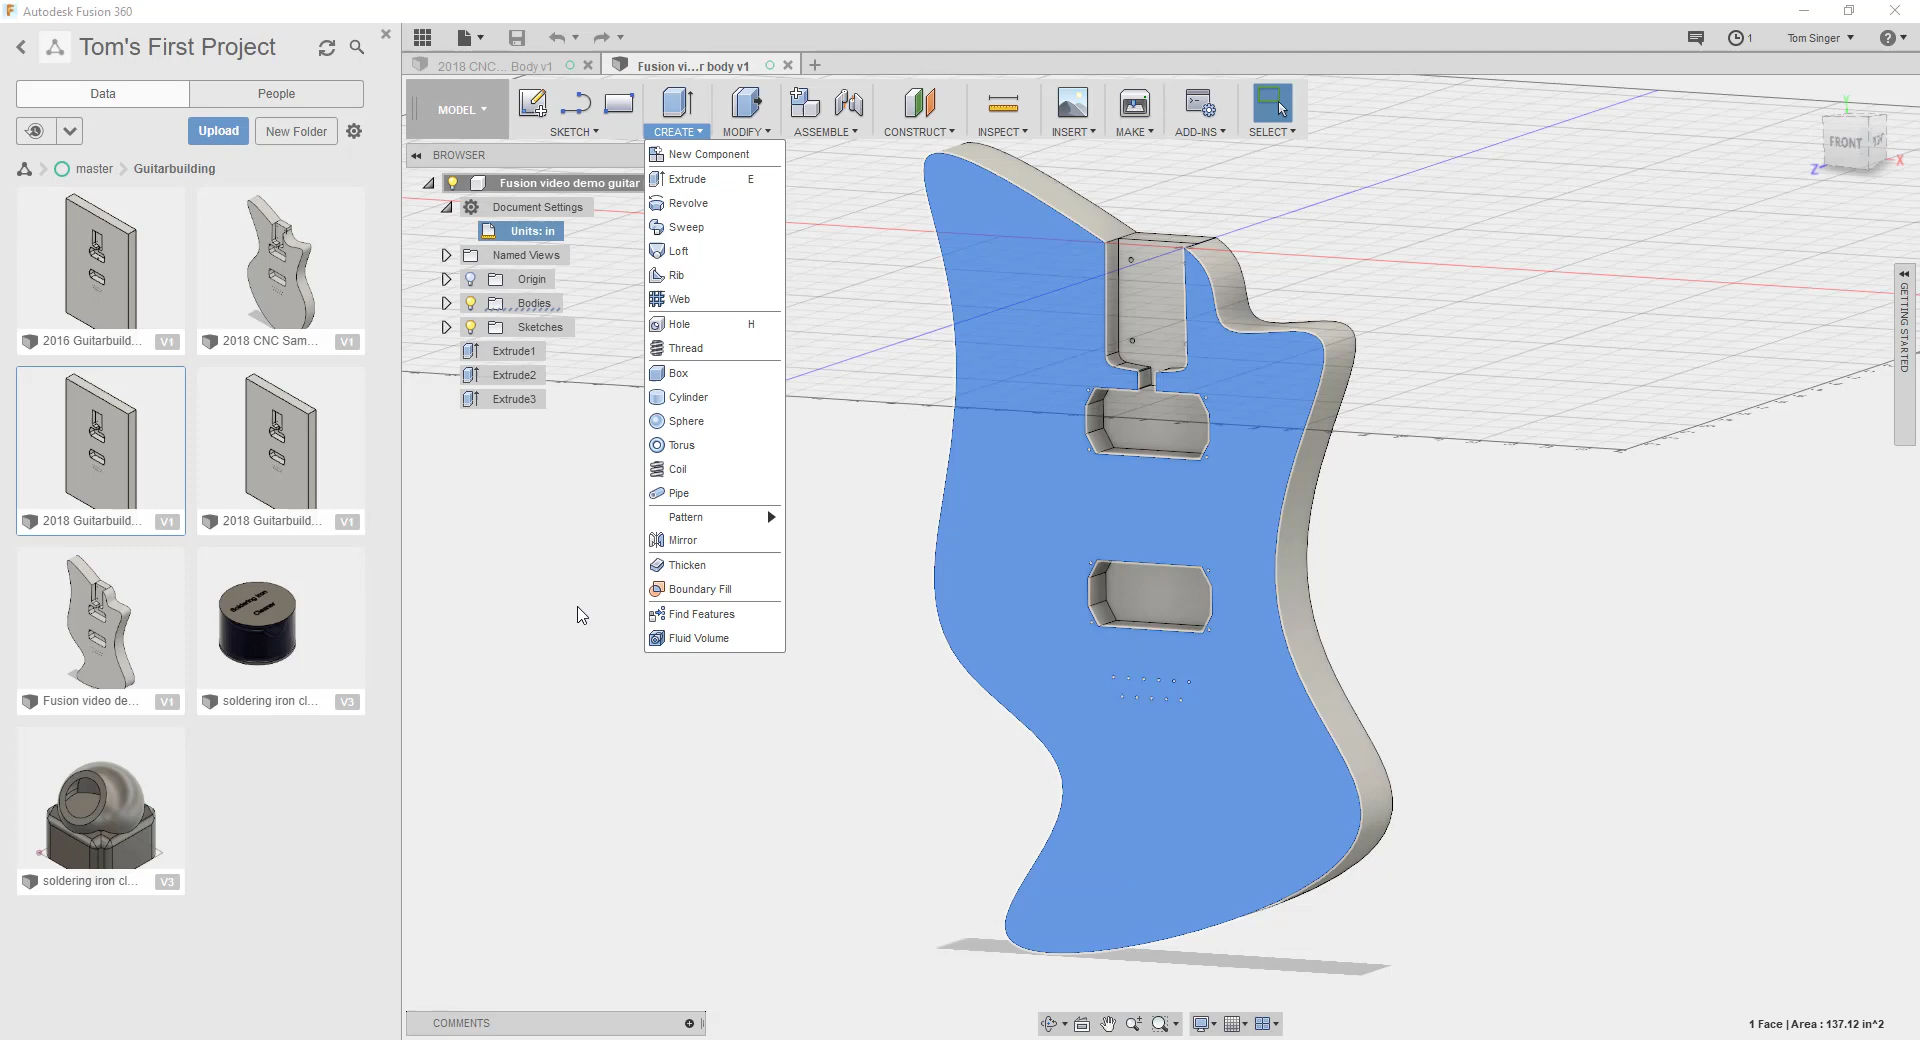 Autodesk Fusion 360
Tom's First Project
Data
People
Upload
New Folder
master
Guitarbuilding
2016 Guitarbuild...
V1
2018 CNC Sam...
V1
2018 Guitarbuild...
V1
2018 Guitarbuild...
V1
Fusion video de...
V1
soldering iron cl...
V3
Soldering Iron
Cleaner
soldering iron cl...
V3
1
Tom Singer
2018 CNC... Body v1
Fusion vi...r body v1
MODEL
SKETCH
CREATE
MODIFY
ASSEMBLE
CONSTRUCT
INSPECT
INSERT
MAKE
ADD-INS
SELECT
BROWSER
Fusion video demo guitar
Document Settings
Units: in
Named Views
Origin
Bodies
Sketches
Extrude1
Extrude2
Extrude3
New Component
Extrude E
Revolve
Sweep
Loft
Rib
Web
Hole H
Thread
Box
Cylinder
Sphere
Torus
Coil
Pipe
Pattern
Mirror
Thicken
Boundary Fill
Find Features
Fluid Volume
Y
FRONT
Z
X
GETTING STARTED
COMMENTS
1 Face | Area : 137.12 in^2